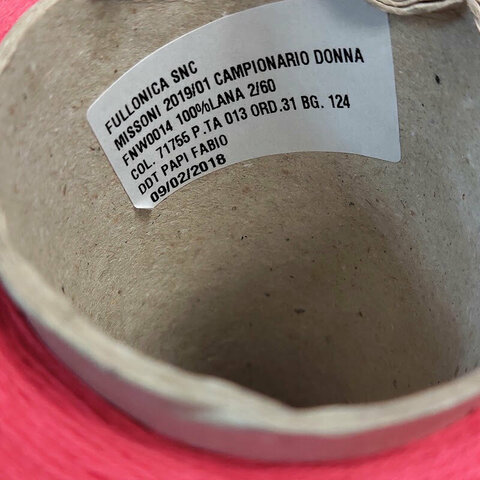 FULLONICA SNC
MISSONI 2019/01 CAMPIONARIO DONNA
FNW0014 100%LANA 2/60
COL. 71755 P.TA 013 ORD.31 BG. 124
DDT PAPI FABIO
09/02/2018